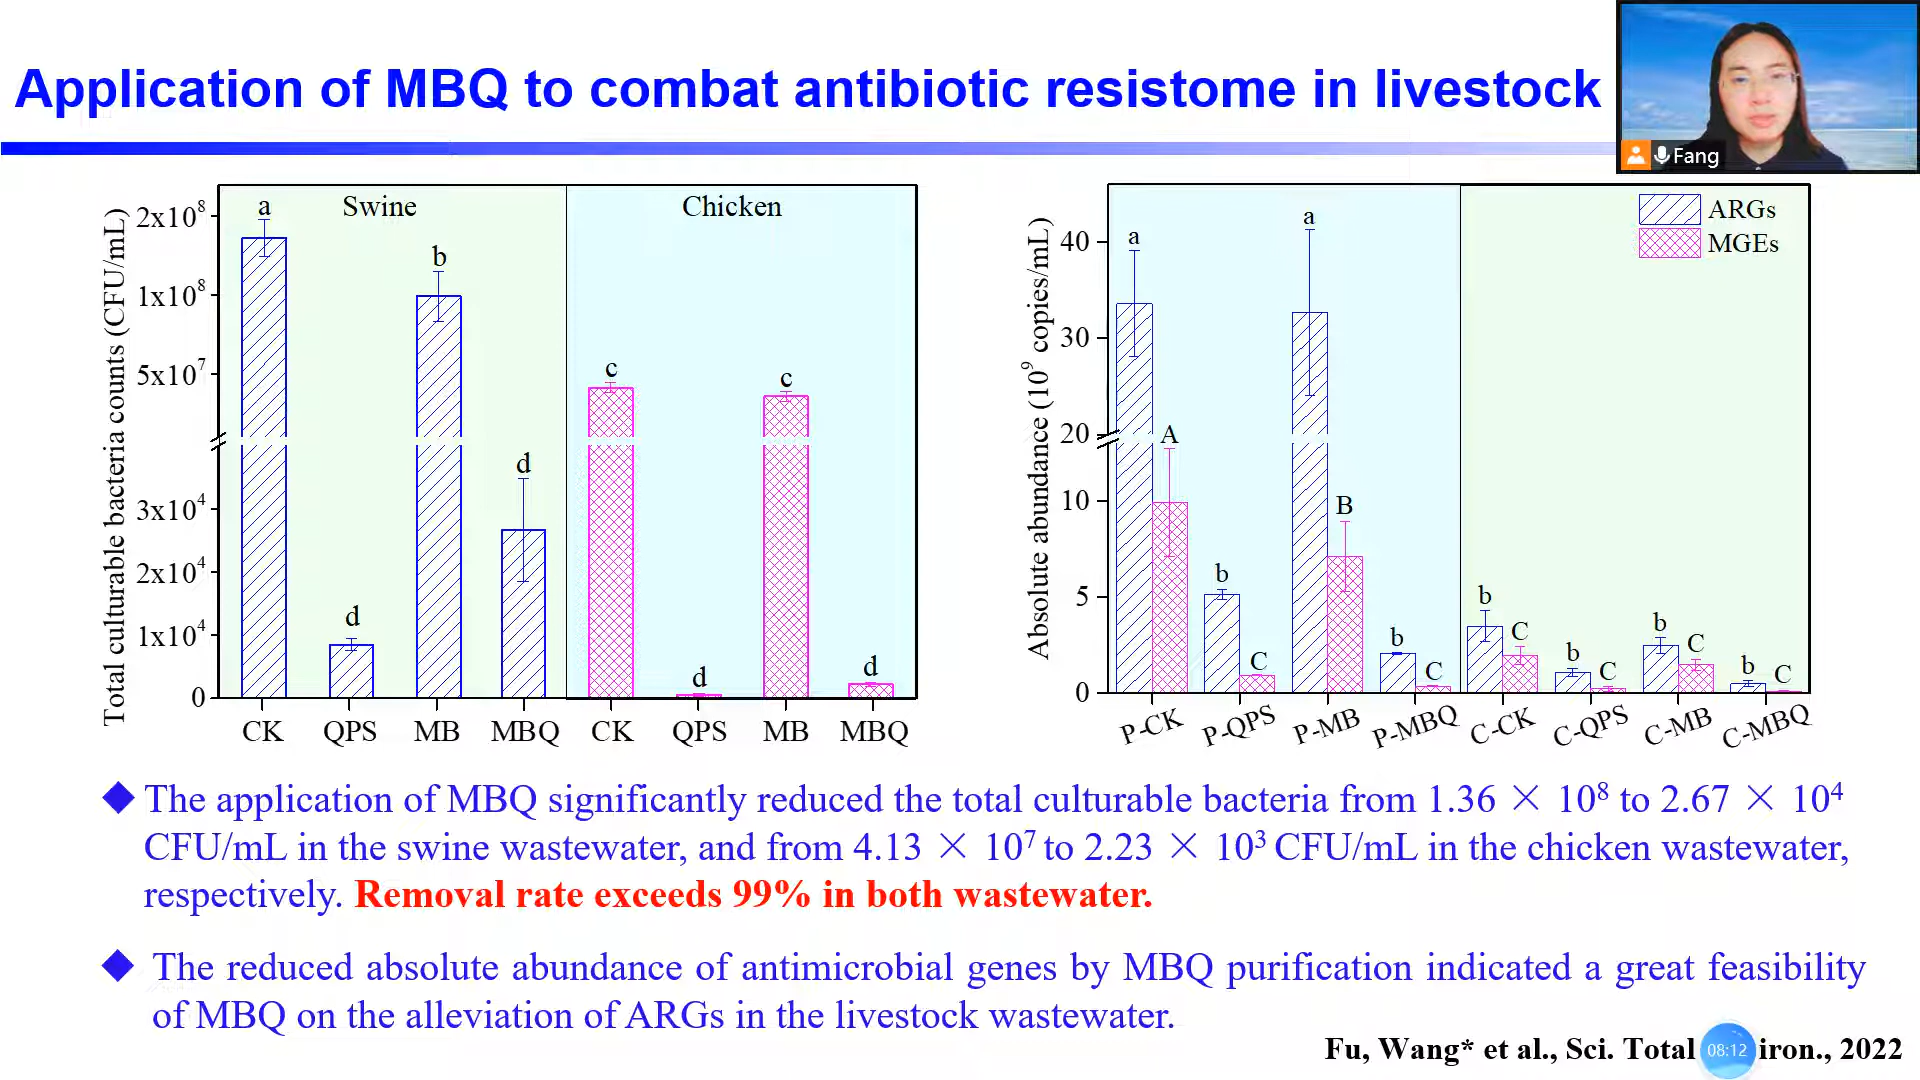 Application of MBQ to combat antibiotic resistome in livestock
Fang
Total culturable bacteria counts (CFU/mL)
2x10⁸
1x10⁸
5x10⁷
3x10⁴
2x10⁴
1x10⁴
0
Swine
Chicken
a
d
b
d
c
d
c
d
CK QPS MB MBQ CK QPS MB MBQ
Absolute abundance (10⁹ copies/mL)
40
30
20
10
5
0
ARGs
MGEs
a
A
b
C
a
B
b
C
b
C
b
C
b
C
b
C
P-CK P-QPS P-MB P-MBQ C-CK C-QPS C-MB C-MBQ
The application of MBQ significantly reduced the total culturable bacteria from 1.36 × 10⁸ to 2.67 × 10⁴
CFU/mL in the swine wastewater, and from 4.13 × 10⁷ to 2.23 × 10³ CFU/mL in the chicken wastewater,
respectively. Removal rate exceeds 99% in both wastewater.
The reduced absolute abundance of antimicrobial genes by MBQ purification indicated a great feasibility
of MBQ on the alleviation of ARGs in the livestock wastewater.
Fu, Wang* et al., Sci. Total 08:12 iron., 2022